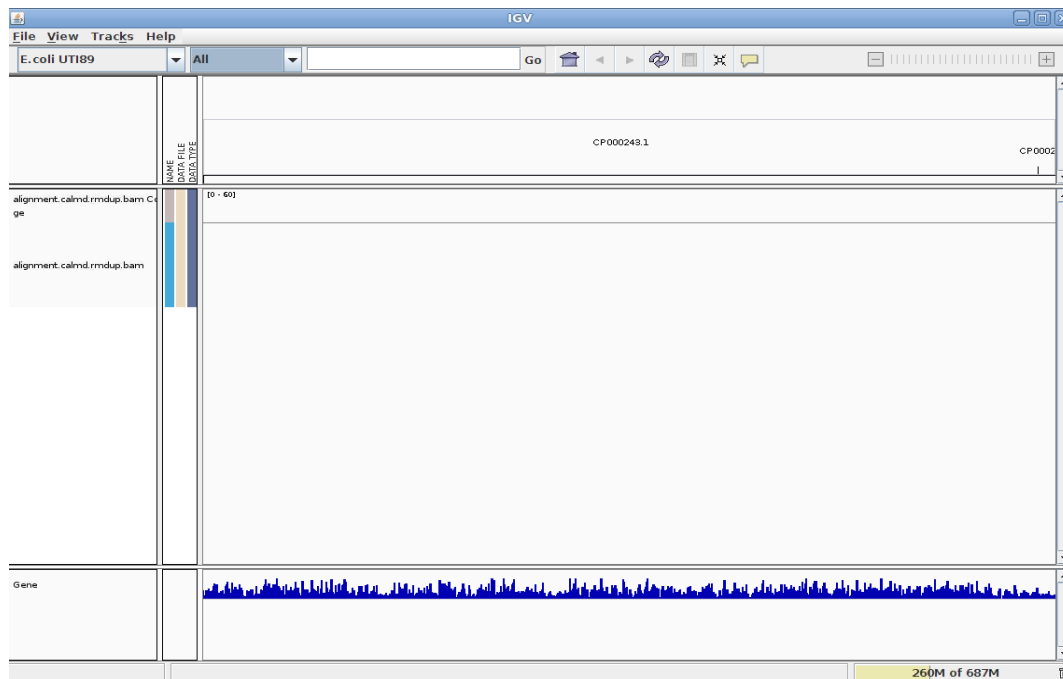 IGV
File View Tracks Help
E.coli UTI89 All Go
NAME
DATA FILE
DATA TYPE
CP000243.1
CP0002
alignment.calmd.rmdup.bam Co
ge
[0 - 60]
alignment.calmd.rmdup.bam
Gene
260M of 687M